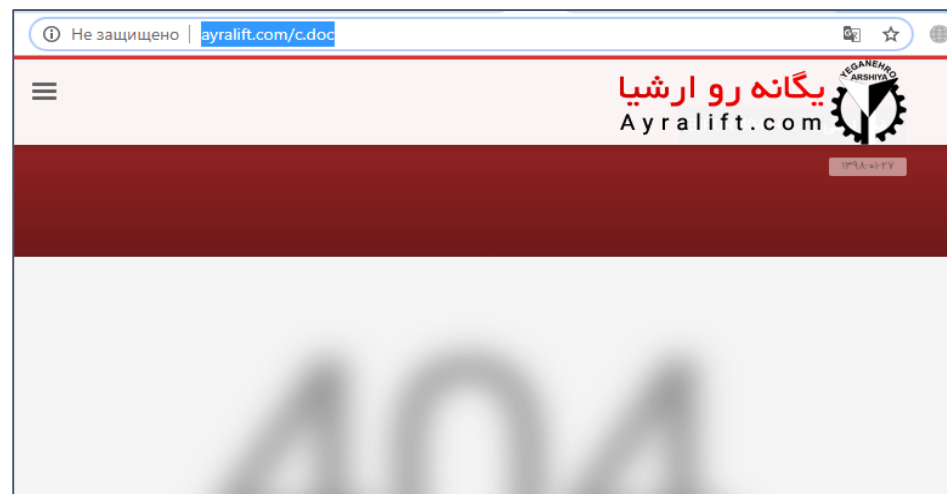 Не защищено | ayralift.com/c.doc
YEGANEHRO
ARSHIYA
یگانه رو ارشیا
Ayralift.com
۱۳۹۸-۰۱-۲۷
404